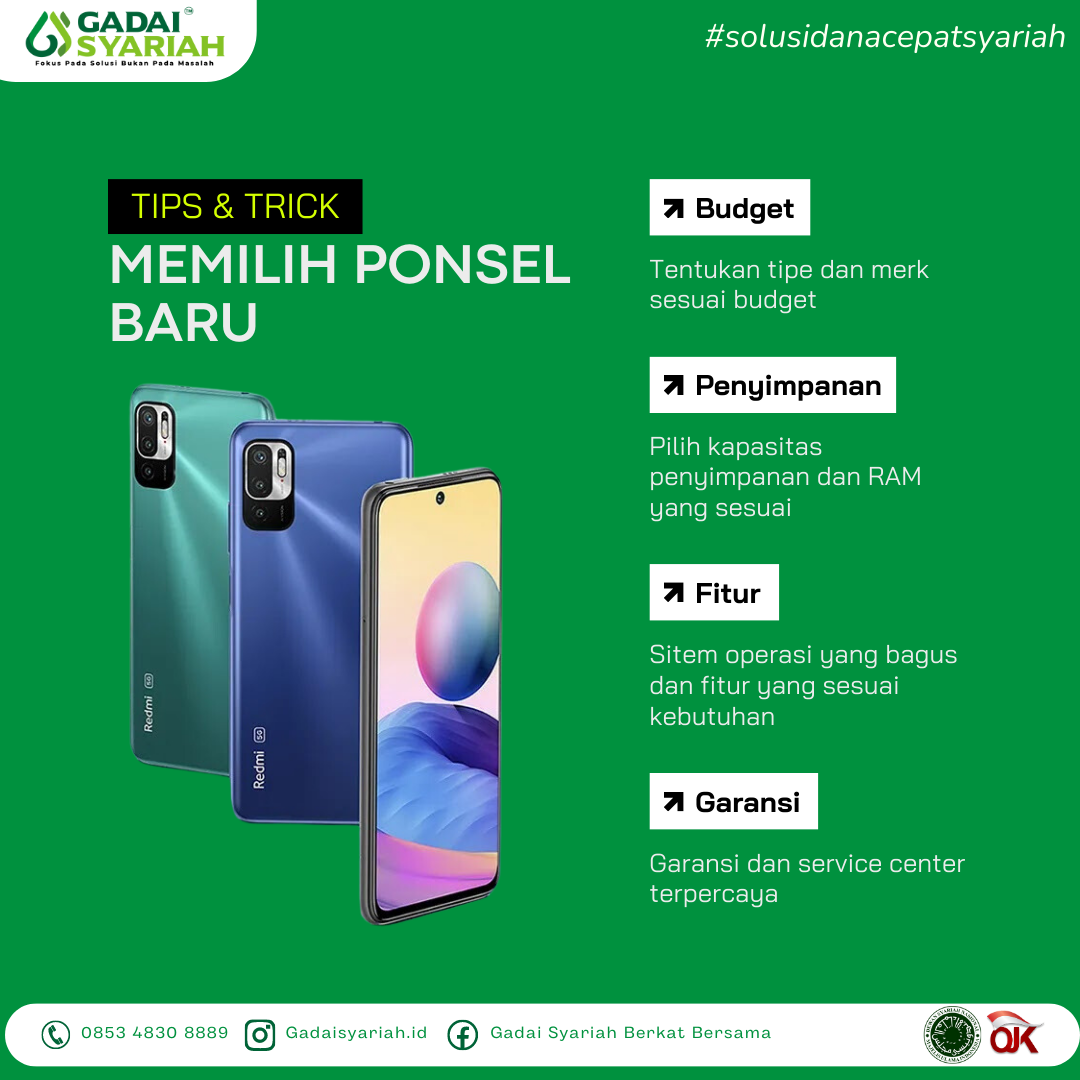 GADAI
SYARIAH
Fokus Pada Solusi Bukan Pada Masalah
#solusidanacepatsyariah
TIPS & TRICK
MEMILIH PONSEL
BARU
Redmi 5G
Redmi 5G
Budget
Tentukan tipe dan merk
sesuai budget
Penyimpanan
Pilih kapasitas
penyimpanan dan RAM
yang sesuai
Fitur
Sitem operasi yang bagus
dan fitur yang sesuai
kebutuhan
Garansi
Garansi dan service center
terpercaya
0853 4830 8889
Gadaisyariah.id
Gadai Syariah Berkat Bersama
OJK